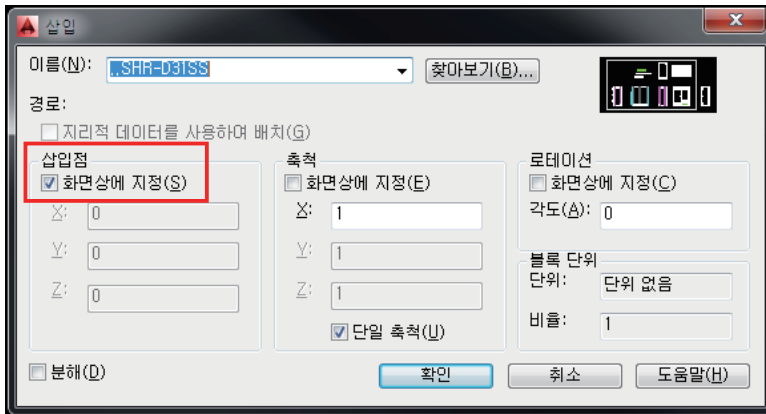 삽입
이름(N): ..SHR-D31SS 찾아보기(B)...
경로:
지리적 데이터를 사용하여 배치(G)
삽입점
화면상에 지정(S)
X: 0
Y: 0
Z: 0
축척
화면상에 지정(E)
X: 1
Y: 1
Z: 1
단일 축척(U)
로테이션
화면상에 지정(C)
각도(A): 0
블록 단위
단위: 단위 없음
비율: 1
분해(D)
확인 취소 도움말(H)